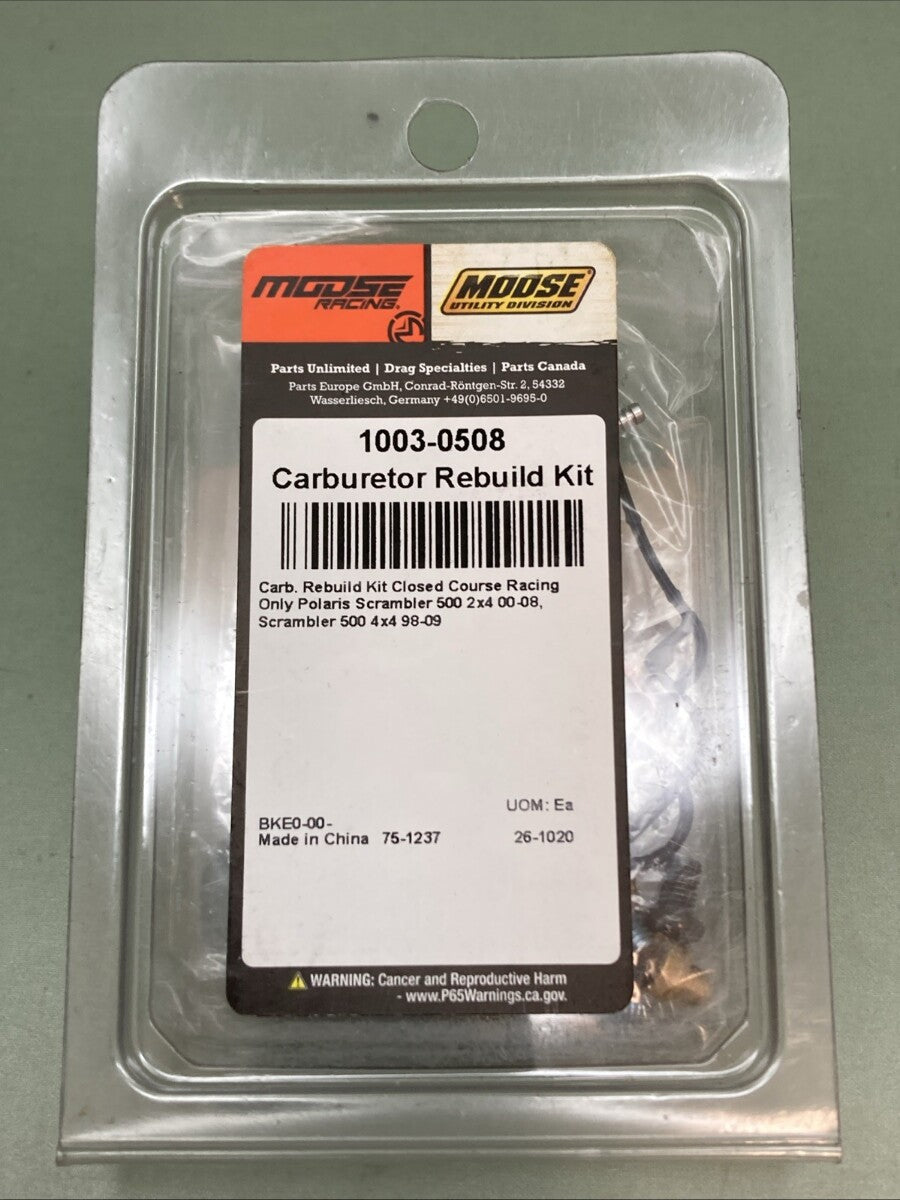 MOOSE
RACING®
MOOSE
UTILITY DIVISION
Parts Unlimited | Drag Specialties | Parts Canada
Parts Europe GmbH, Conrad-Röntgen-Str. 2, 54332
Wasserliesch, Germany +49(0)6501-9695-0
1003-0508
Carburetor Rebuild Kit
Carb. Rebuild Kit Closed Course Racing
Only Polaris Scrambler 500 2x4 00-08,
Scrambler 500 4x4 98-09
UOM: Ea
BKE0-00-
Made in China 75-1237 26-1020
WARNING: Cancer and Reproductive Harm
- www.P65Warnings.ca.gov.